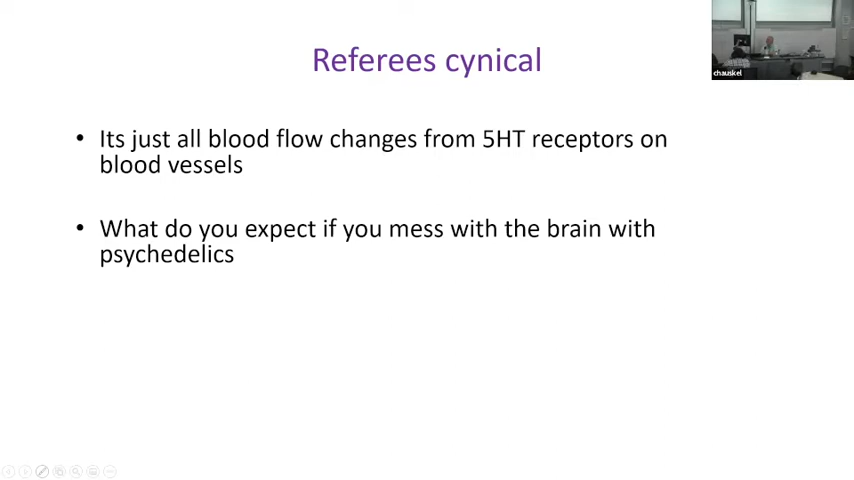 Referees cynical
chauskel
• Its just all blood flow changes from 5HT receptors on
blood vessels
• What do you expect if you mess with the brain with
psychedelics